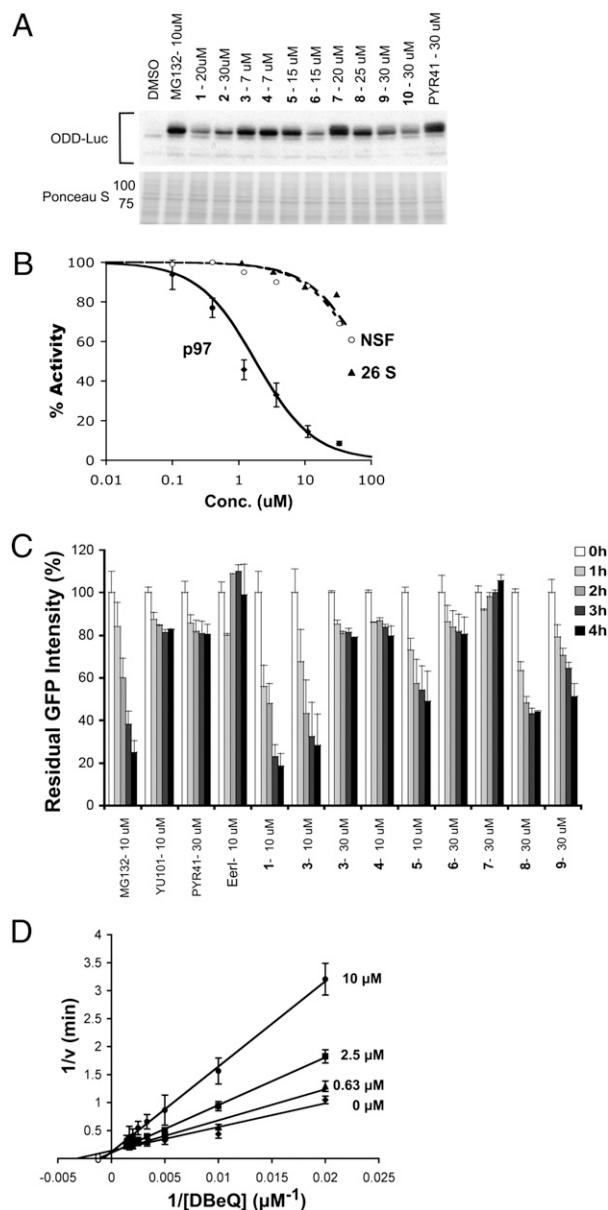 A
DMSO
MG132- 10uM
1 - 20uM
2 - 30uM
3 - 7 uM
4 - 7 uM
5 - 15 uM
6 - 15 uM
7 - 20 uM
8 - 25 uM
9 - 30 uM
10 - 30 uM
PYR41 - 30 uM
ODD-Luc
Ponceau S
100
75
B
% Activity
100
80
60
40
20
0
p97
NSF
26 S
0.01
0.1
1
10
100
Conc. (uM)
C
Residual GFP Intensity (%)
120
100
80
60
40
20
0
0h
1h
2h
3h
4h
MG132- 10 uM
YU101- 10 uM
PYR41- 30 uM
EerI- 10 uM
1- 10 uM
3- 10 uM
3- 30 uM
4- 10 uM
5- 10 uM
6- 30 uM
7- 30 uM
8- 30 uM
9- 30 uM
D
1/v (min)
4
3.5
3
2.5
2
1.5
1
0.5
0
10 µM
2.5 µM
0.63 µM
0 µM
0
0.005
0.01
0.015
0.02
0.025
1/[DBeQ] (µM-1)